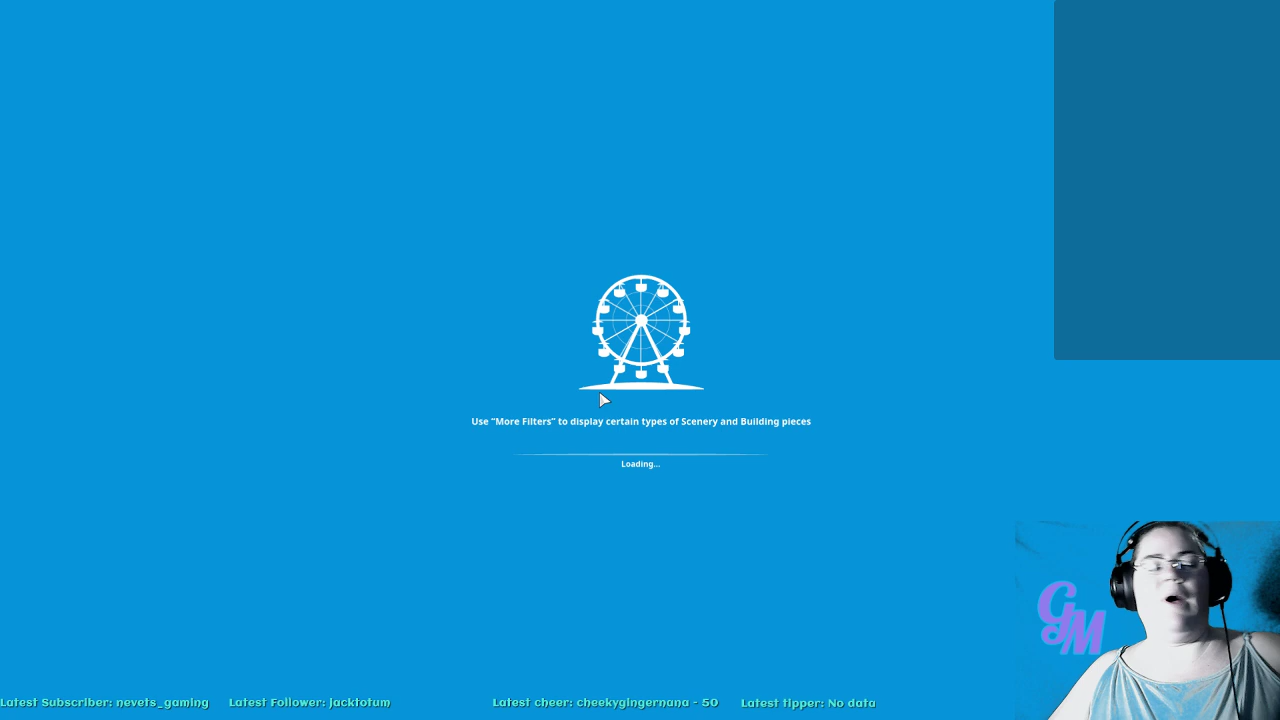 Use “More Filters” to display certain types of Scenery and Building pieces
Loading...
GM
Latest Subscriber: nevets_gaming Latest Follower: jacktotum Latest cheer: cheekygingernana - 50 Latest tipper: No data